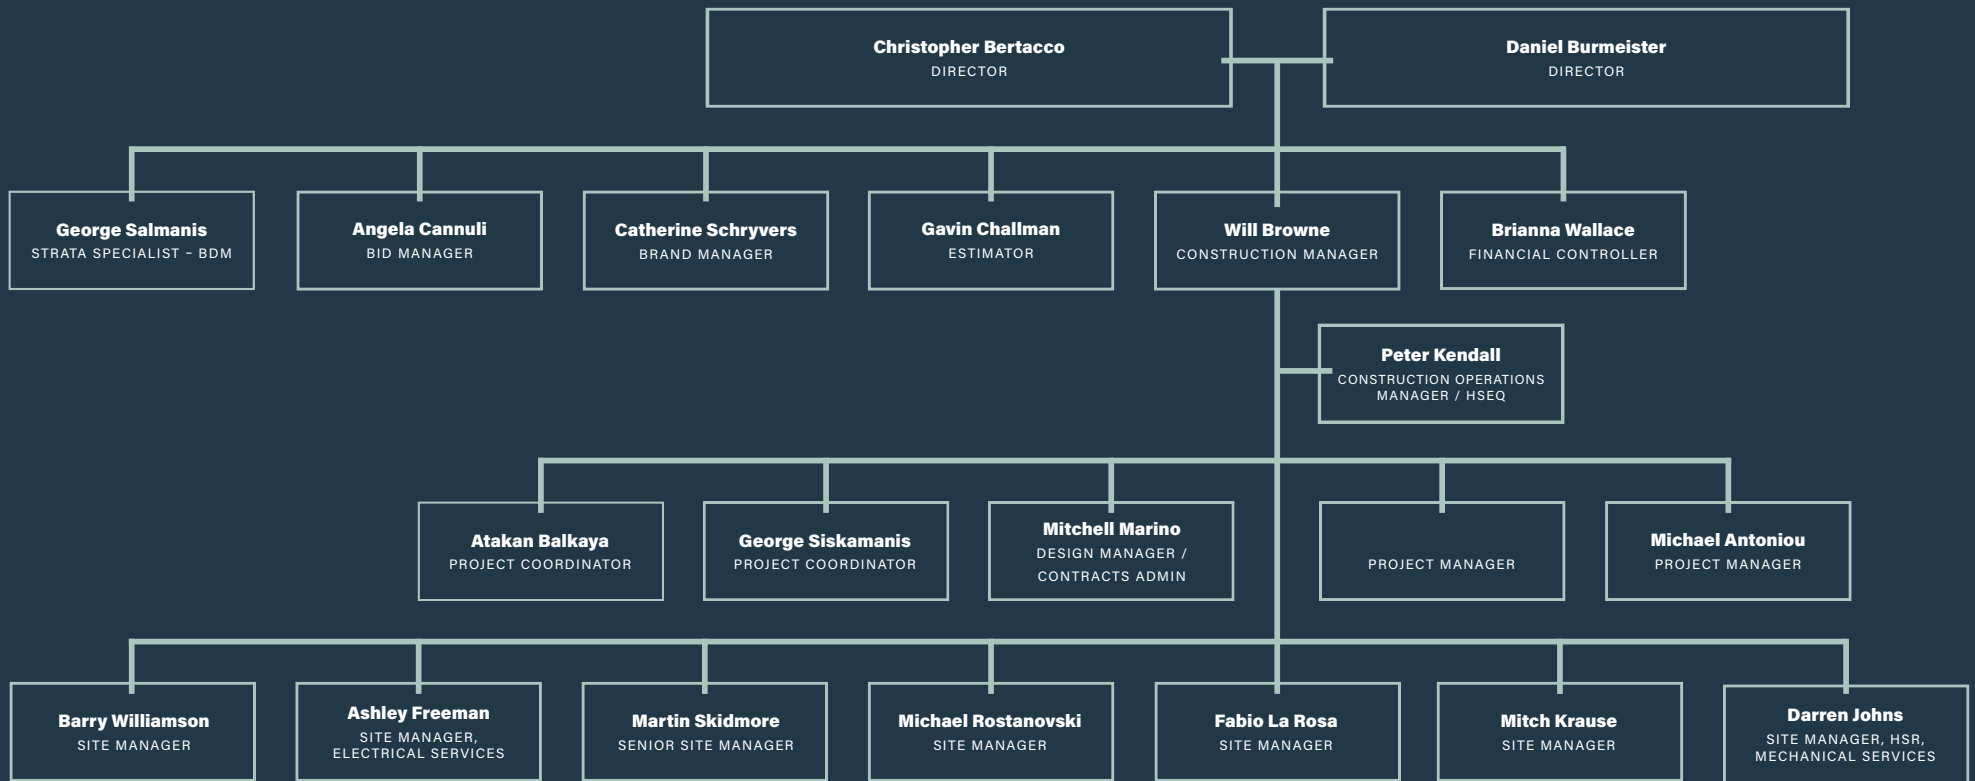 Christopher Bertacco
DIRECTOR
Daniel Burmeister
DIRECTOR
George Salmanis
STRATA SPECIALIST – BDM
Angela Cannuli
BID MANAGER
Catherine Schryvers
BRAND MANAGER
Gavin Challman
ESTIMATOR
Will Browne
CONSTRUCTION MANAGER
Brianna Wallace
FINANCIAL CONTROLLER
Peter Kendall
CONSTRUCTION OPERATIONS
MANAGER / HSEQ
Atakan Balkaya
PROJECT COORDINATOR
George Siskamanis
PROJECT COORDINATOR
Mitchell Marino
DESIGN MANAGER /
CONTRACTS ADMIN
PROJECT MANAGER
Michael Antoniou
PROJECT MANAGER
Barry Williamson
SITE MANAGER
Ashley Freeman
SITE MANAGER,
ELECTRICAL SERVICES
Martin Skidmore
SENIOR SITE MANAGER
Michael Rostanovski
SITE MANAGER
Fabio La Rosa
SITE MANAGER
Mitch Krause
SITE MANAGER
Darren Johns
SITE MANAGER, HSR,
MECHANICAL SERVICES